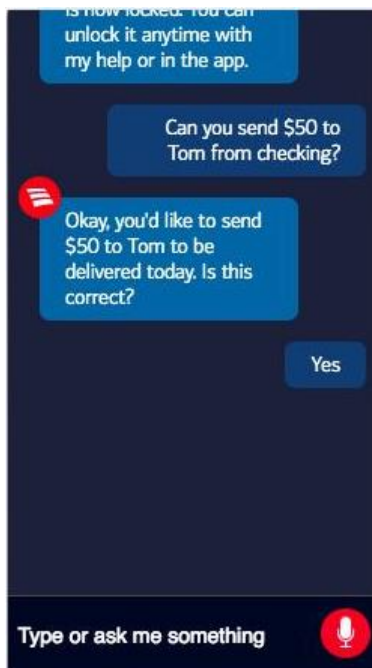 is now locked. You can
unlock it anytime with
my help or in the app.
Can you send $50 to
Tom from checking?
Okay, you'd like to send
$50 to Tom to be
delivered today. Is this
correct?
Yes
Type or ask me something